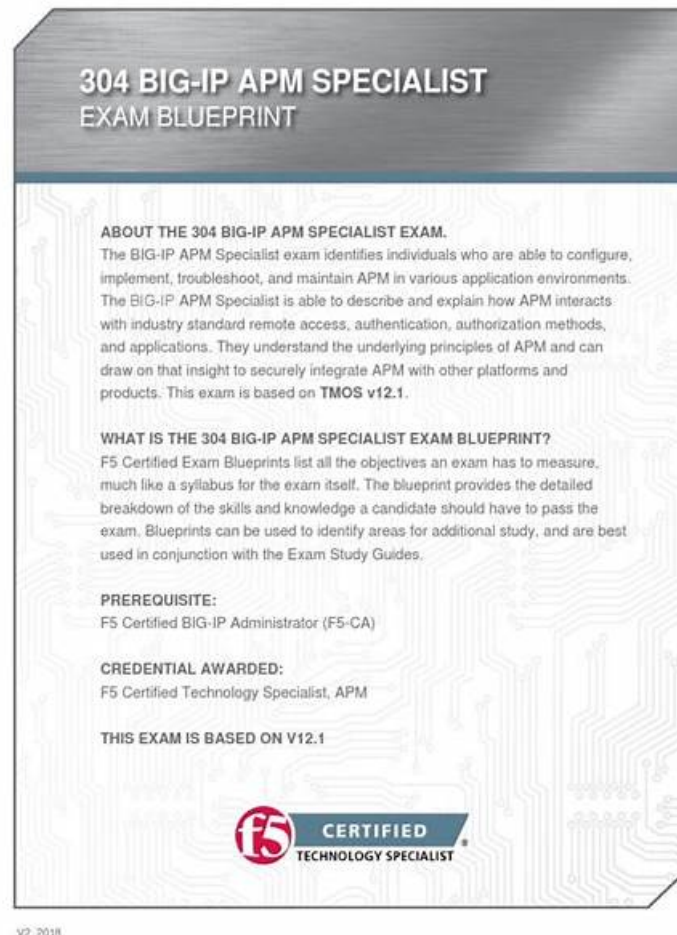 304 BIG-IP APM SPECIALIST
EXAM BLUEPRINT
ABOUT THE 304 BIG-IP APM SPECIALIST EXAM.
The BIG-IP APM Specialist exam identifies individuals who are able to configure,
implement, troubleshoot, and maintain APM in various application environments.
The BIG-IP APM Specialist is able to describe and explain how APM interacts
with industry standard remote access, authentication, authorization methods,
and applications. They understand the underlying principles of APM and can
draw on that insight to securely integrate APM with other platforms and
products. This exam is based on TMOS v12.1.
WHAT IS THE 304 BIG-IP APM SPECIALIST EXAM BLUEPRINT?
F5 Certified Exam Blueprints list all the objectives an exam has to measure,
much like a syllabus for the exam itself. The blueprint provides the detailed
breakdown of the skills and knowledge a candidate should have to pass the
exam. Blueprints can be used to identify areas for additional study, and are best
used in conjunction with the Exam Study Guides.
PREREQUISITE:
F5 Certified BIG-IP Administrator (F5-CA)
CREDENTIAL AWARDED:
F5 Certified Technology Specialist, APM
THIS EXAM IS BASED ON V12.1
f5 CERTIFIED
TECHNOLOGY SPECIALIST ®
V2, 2018